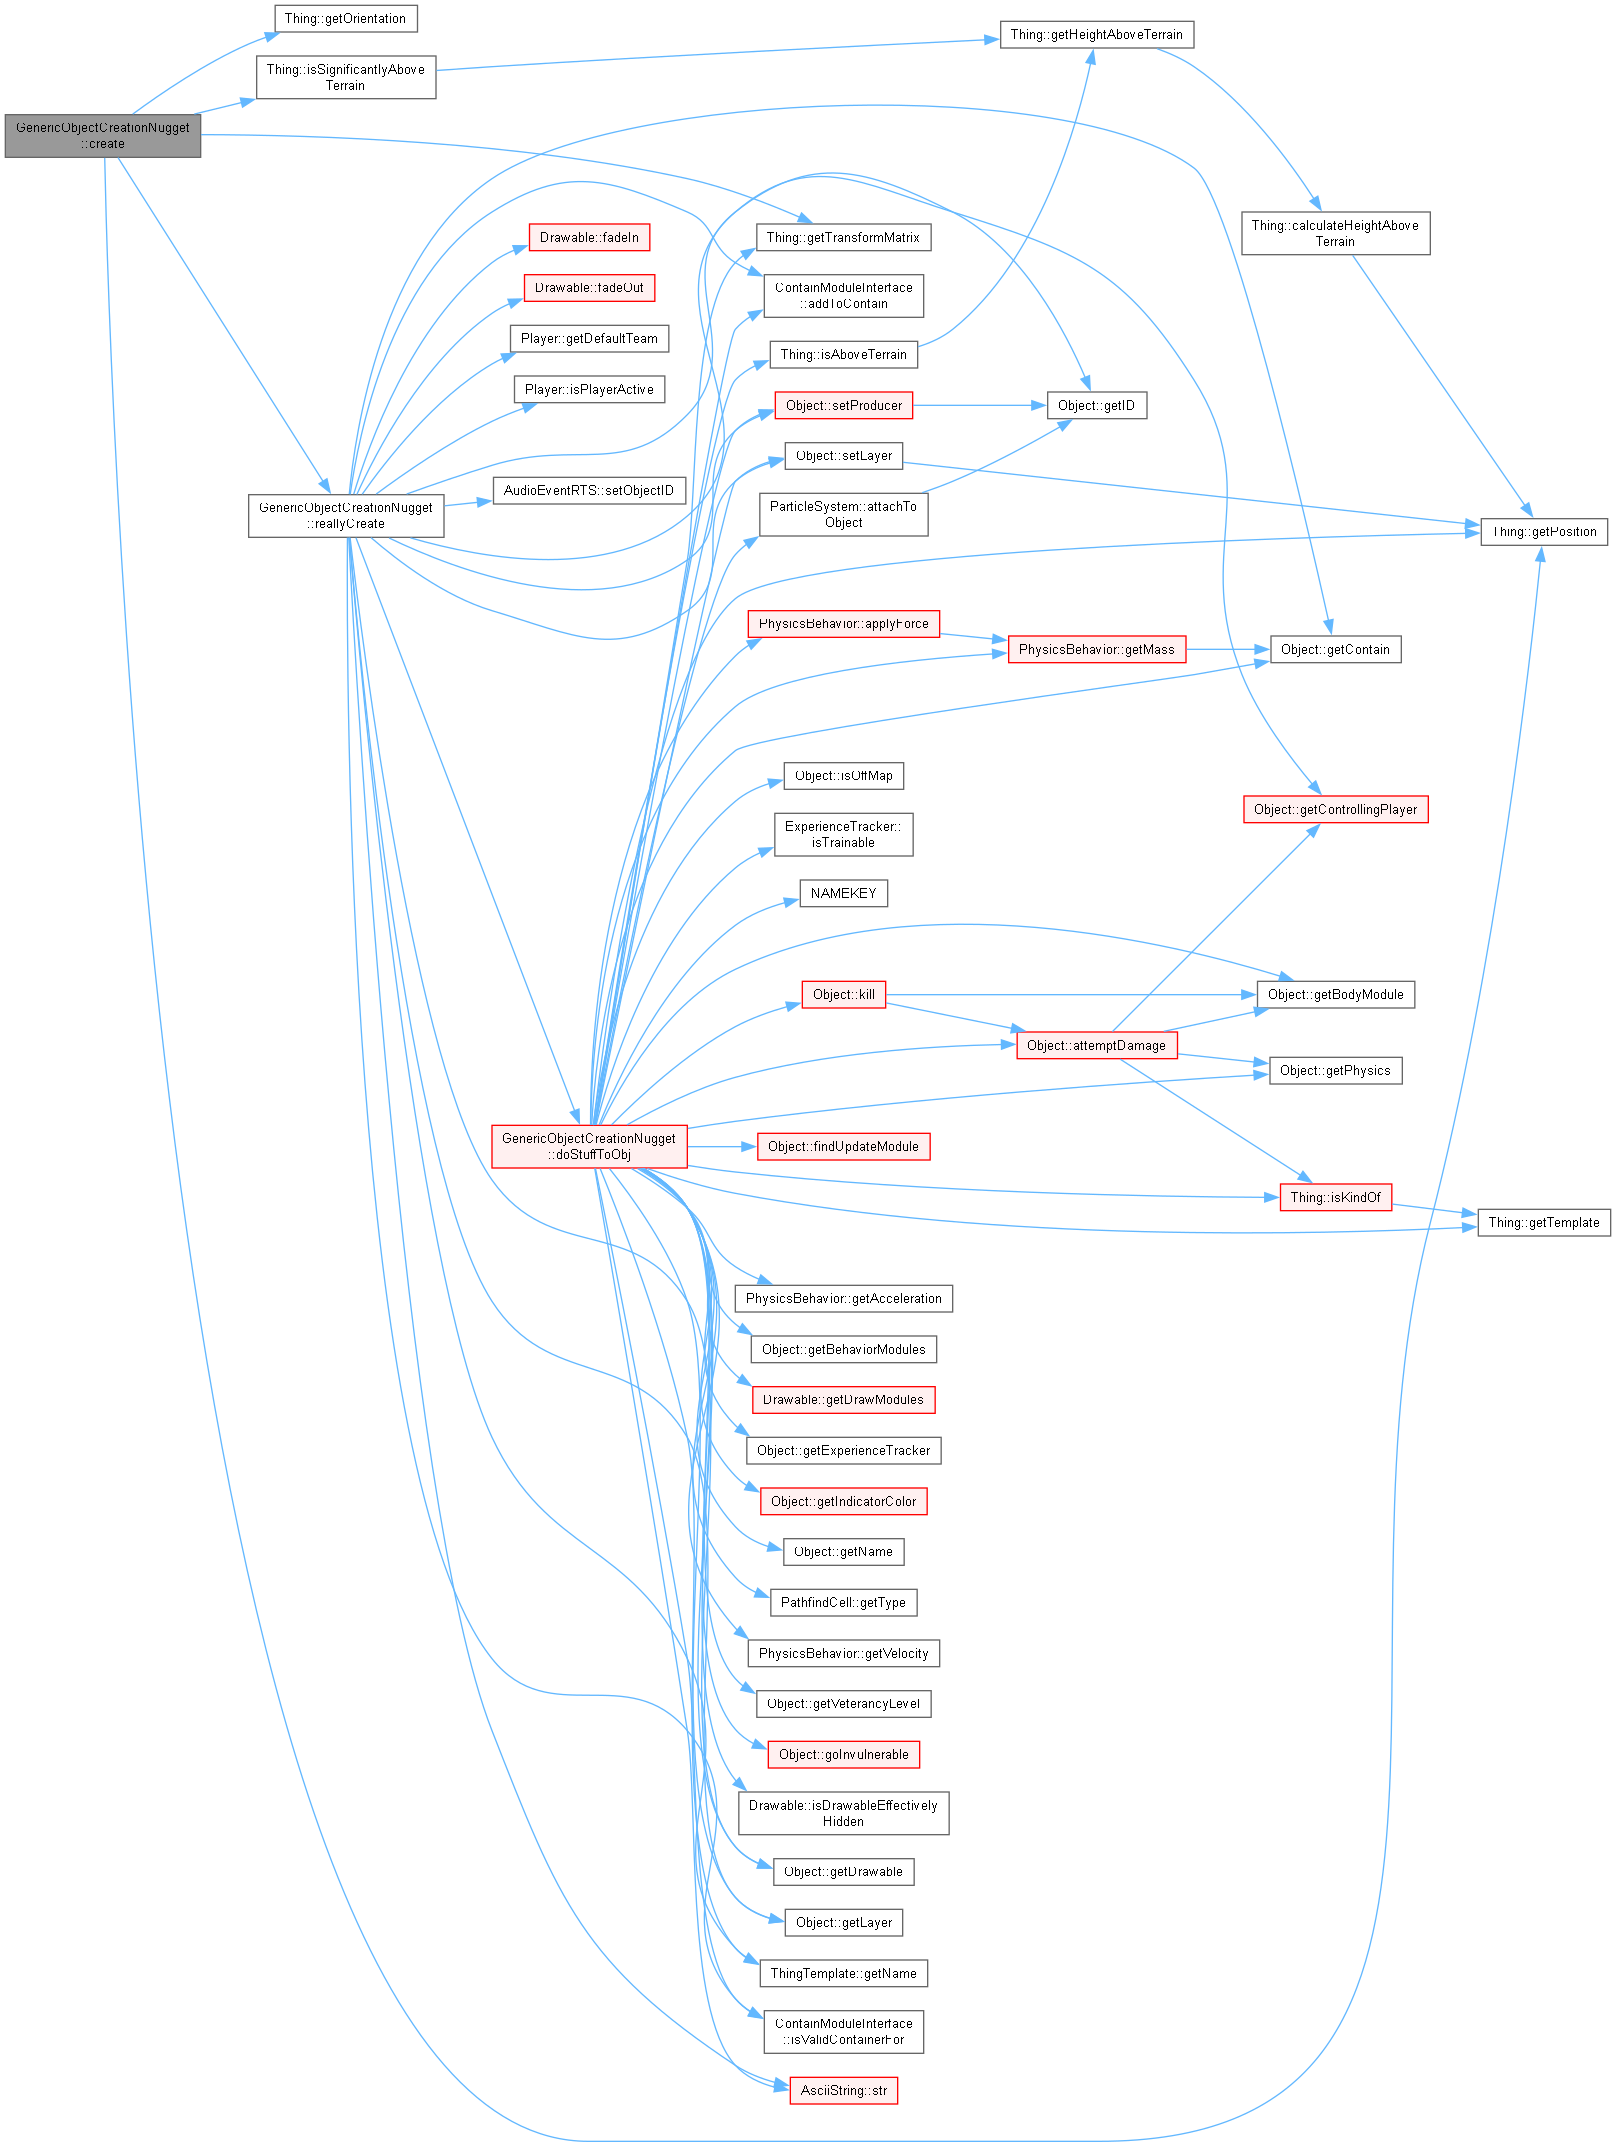 Thing::getOrientation
Thing::isSignificantlyAbove
Terrain
GenericObjectCreationNugget
::create
Thing::getHeightAboveTerrain
Thing::calculateHeightAbove
Terrain
Drawable::fadeIn
Drawable::fadeOut
Player::getDefaultTeam
Player::isPlayerActive
AudioEventRTS::setObjectID
GenericObjectCreationNugget
::reallyCreate
Thing::getTransformMatrix
ContainModuleInterface
::addToContain
Thing::isAboveTerrain
Object::setProducer
Object::getID
Object::setLayer
ParticleSystem::attachTo
Object
Thing::getPosition
PhysicsBehavior::applyForce
PhysicsBehavior::getMass
Object::getContain
Object::isOffMap
Object::getControllingPlayer
ExperienceTracker::
isTrainable
NAMEKEY
Object::kill
Object::getBodyModule
Object::attemptDamage
Object::getPhysics
GenericObjectCreationNugget
::doStuffToObj
Object::findUpdateModule
Thing::isKindOf
Thing::getTemplate
PhysicsBehavior::getAcceleration
Object::getBehaviorModules
Drawable::getDrawModules
Object::getExperienceTracker
Object::getIndicatorColor
Object::getName
PathfindCell::getType
PhysicsBehavior::getVelocity
Object::getVeterancyLevel
Object::goInvulnerable
Drawable::isDrawableEffectively
Hidden
Object::getDrawable
Object::getLayer
ThingTemplate::getName
ContainModuleInterface
::isValidContainerFor
AsciiString::str